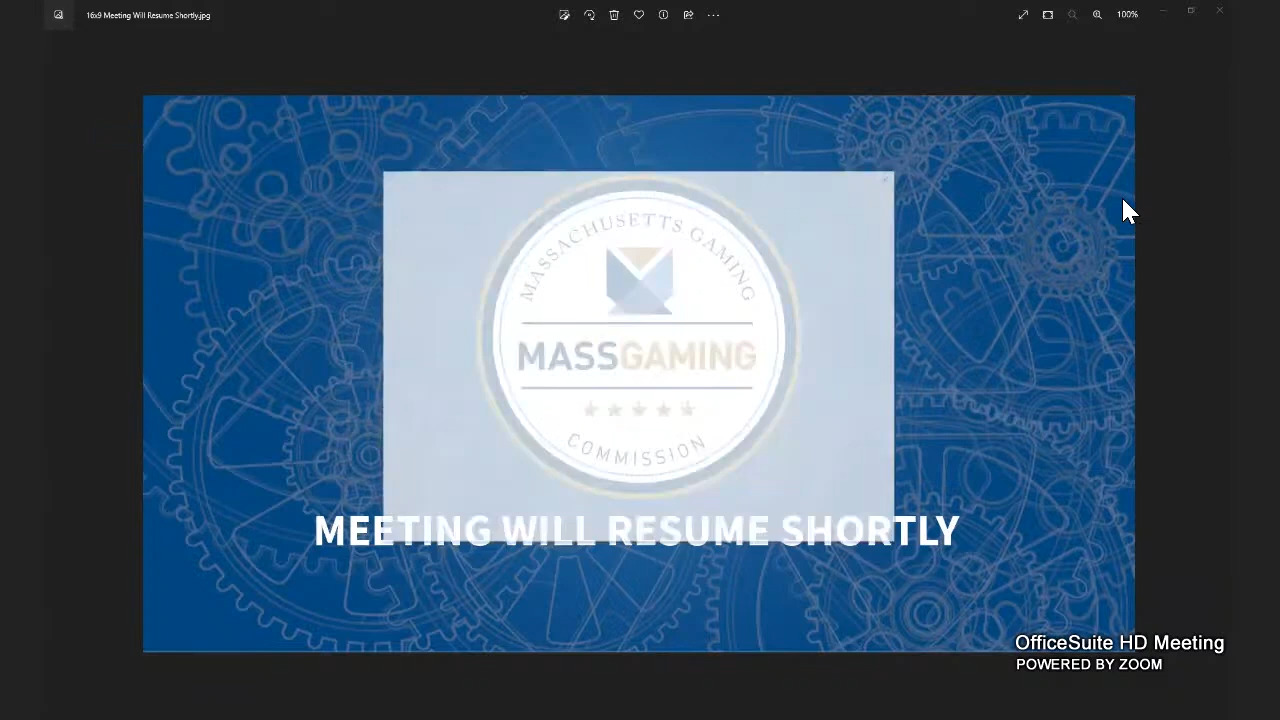 16x9 Meeting Will Resume Shortly.jpg
100%
MASSACHUSETTS GAMING
MASSGAMING
COMMISSION
MEETING WILL RESUME SHORTLY
OfficeSuite HD Meeting
POWERED BY ZOOM